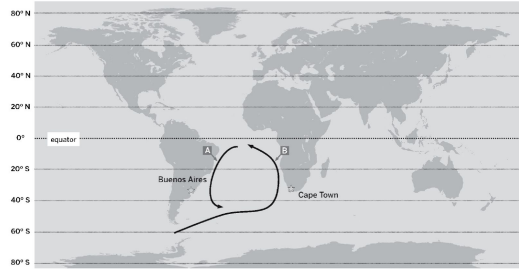 80° N
60° N
40° N
20° N
0°
equator
A
B
20° S
Buenos Aires
Cape Town
40° S
60° S
80° S